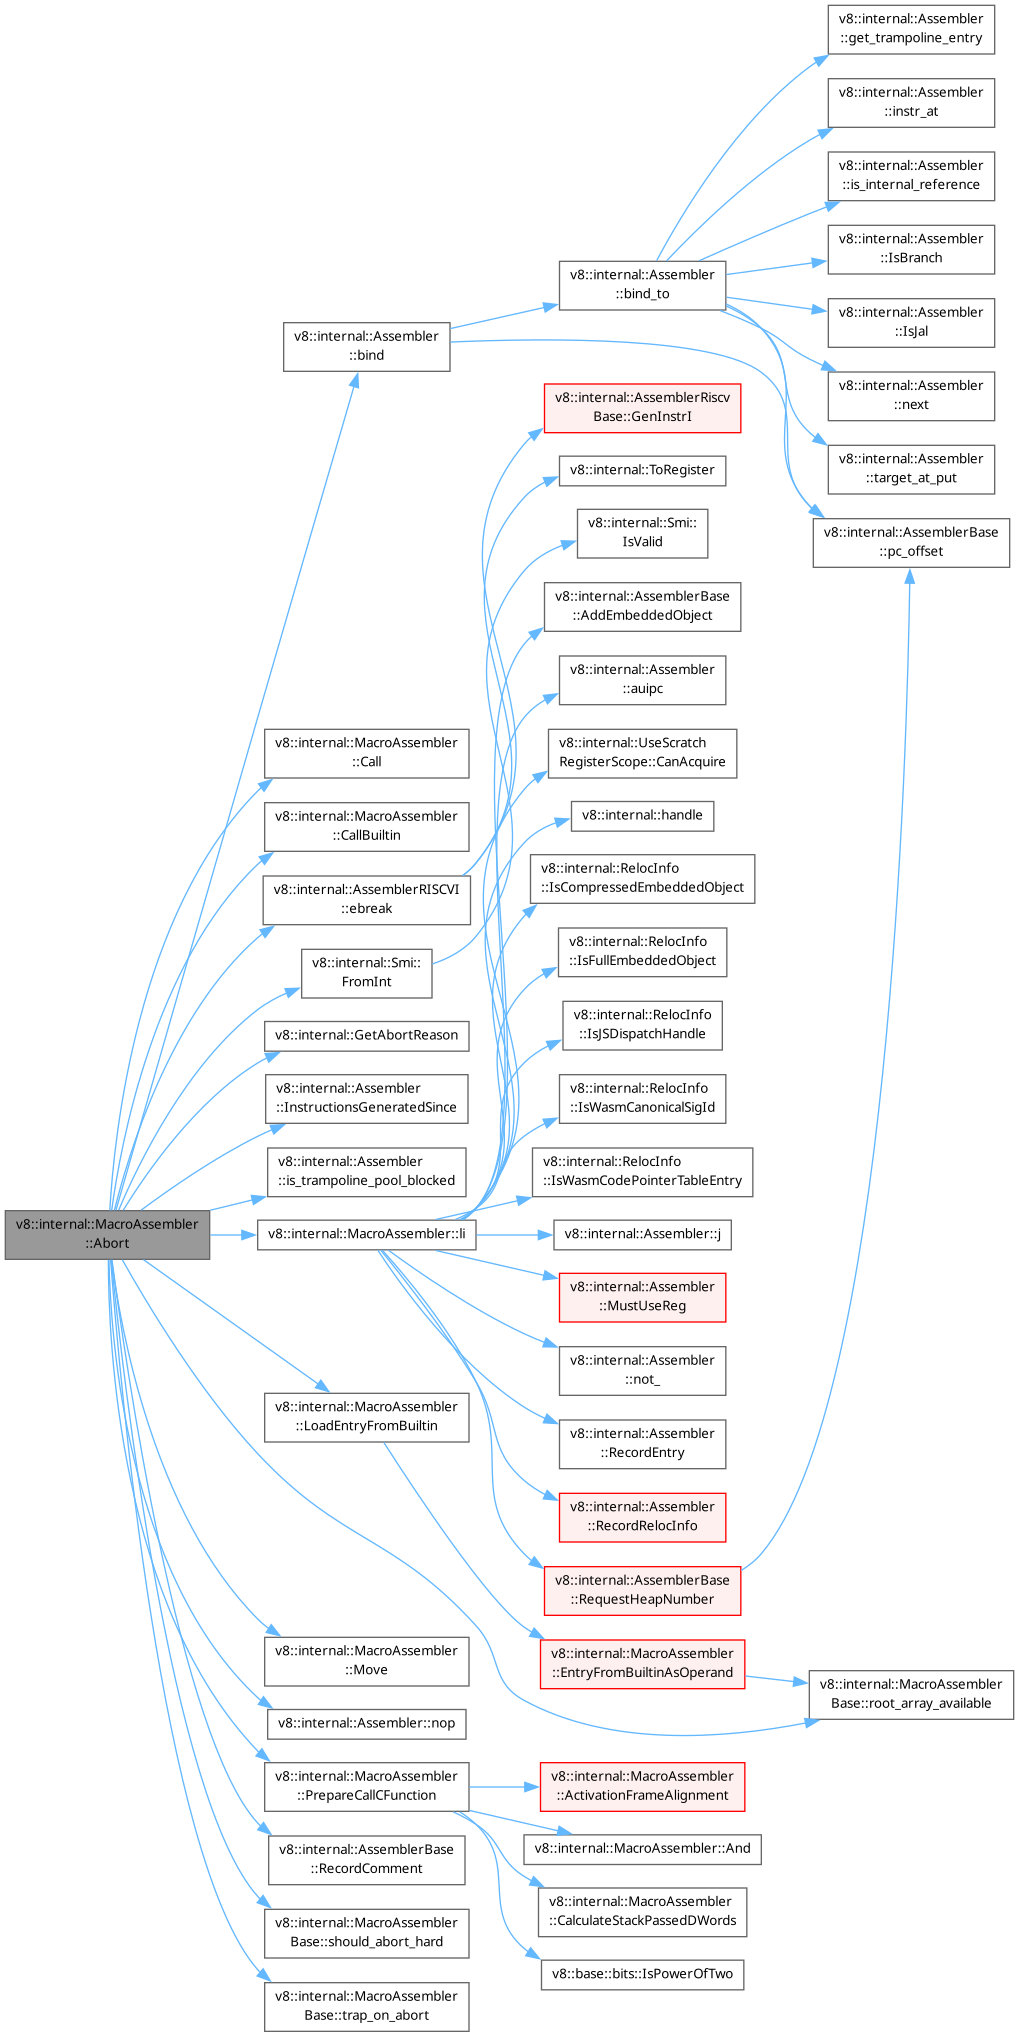 v8::internal::Assembler
::get_trampoline_entry
v8::internal::Assembler
::instr_at
v8::internal::Assembler
::is_internal_reference
v8::internal::Assembler
::IsBranch
v8::internal::Assembler
::bind_to
v8::internal::Assembler
::IsJal
v8::internal::Assembler
::bind
v8::internal::Assembler
::next
v8::internal::AssemblerRiscv
Base::GenInstrI
v8::internal::ToRegister
v8::internal::Assembler
::target_at_put
v8::internal::Smi::
IsValid
v8::internal::AssemblerBase
::pc_offset
v8::internal::AssemblerBase
::AddEmbeddedObject
v8::internal::Assembler
::auipc
v8::internal::MacroAssembler
::Call
v8::internal::UseScratch
RegisterScope::CanAcquire
v8::internal::MacroAssembler
::CallBuiltin
v8::internal::handle
v8::internal::AssemblerRISCVI
::ebreak
v8::internal::RelocInfo
::IsCompressedEmbeddedObject
v8::internal::Smi::
FromInt
v8::internal::RelocInfo
::IsFullEmbeddedObject
v8::internal::GetAbortReason
v8::internal::RelocInfo
::IsJSDispatchHandle
v8::internal::Assembler
::InstructionsGeneratedSince
v8::internal::RelocInfo
::IsWasmCanonicalSigId
v8::internal::Assembler
::is_trampoline_pool_blocked
v8::internal::RelocInfo
::IsWasmCodePointerTableEntry
v8::internal::MacroAssembler
::Abort
v8::internal::MacroAssembler::li
v8::internal::Assembler::j
v8::internal::Assembler
::MustUseReg
v8::internal::Assembler
::not_
v8::internal::MacroAssembler
::LoadEntryFromBuiltin
v8::internal::Assembler
::RecordEntry
v8::internal::Assembler
::RecordRelocInfo
v8::internal::AssemblerBase
::RequestHeapNumber
v8::internal::MacroAssembler
::Move
v8::internal::MacroAssembler
::EntryFromBuiltinAsOperand
v8::internal::MacroAssembler
Base::root_array_available
v8::internal::Assembler::nop
v8::internal::MacroAssembler
::PrepareCallCFunction
v8::internal::MacroAssembler
::ActivationFrameAlignment
v8::internal::AssemblerBase
::RecordComment
v8::internal::MacroAssembler::And
v8::internal::MacroAssembler
Base::should_abort_hard
v8::internal::MacroAssembler
::CalculateStackPassedDWords
v8::base::bits::IsPowerOfTwo
v8::internal::MacroAssembler
Base::trap_on_abort